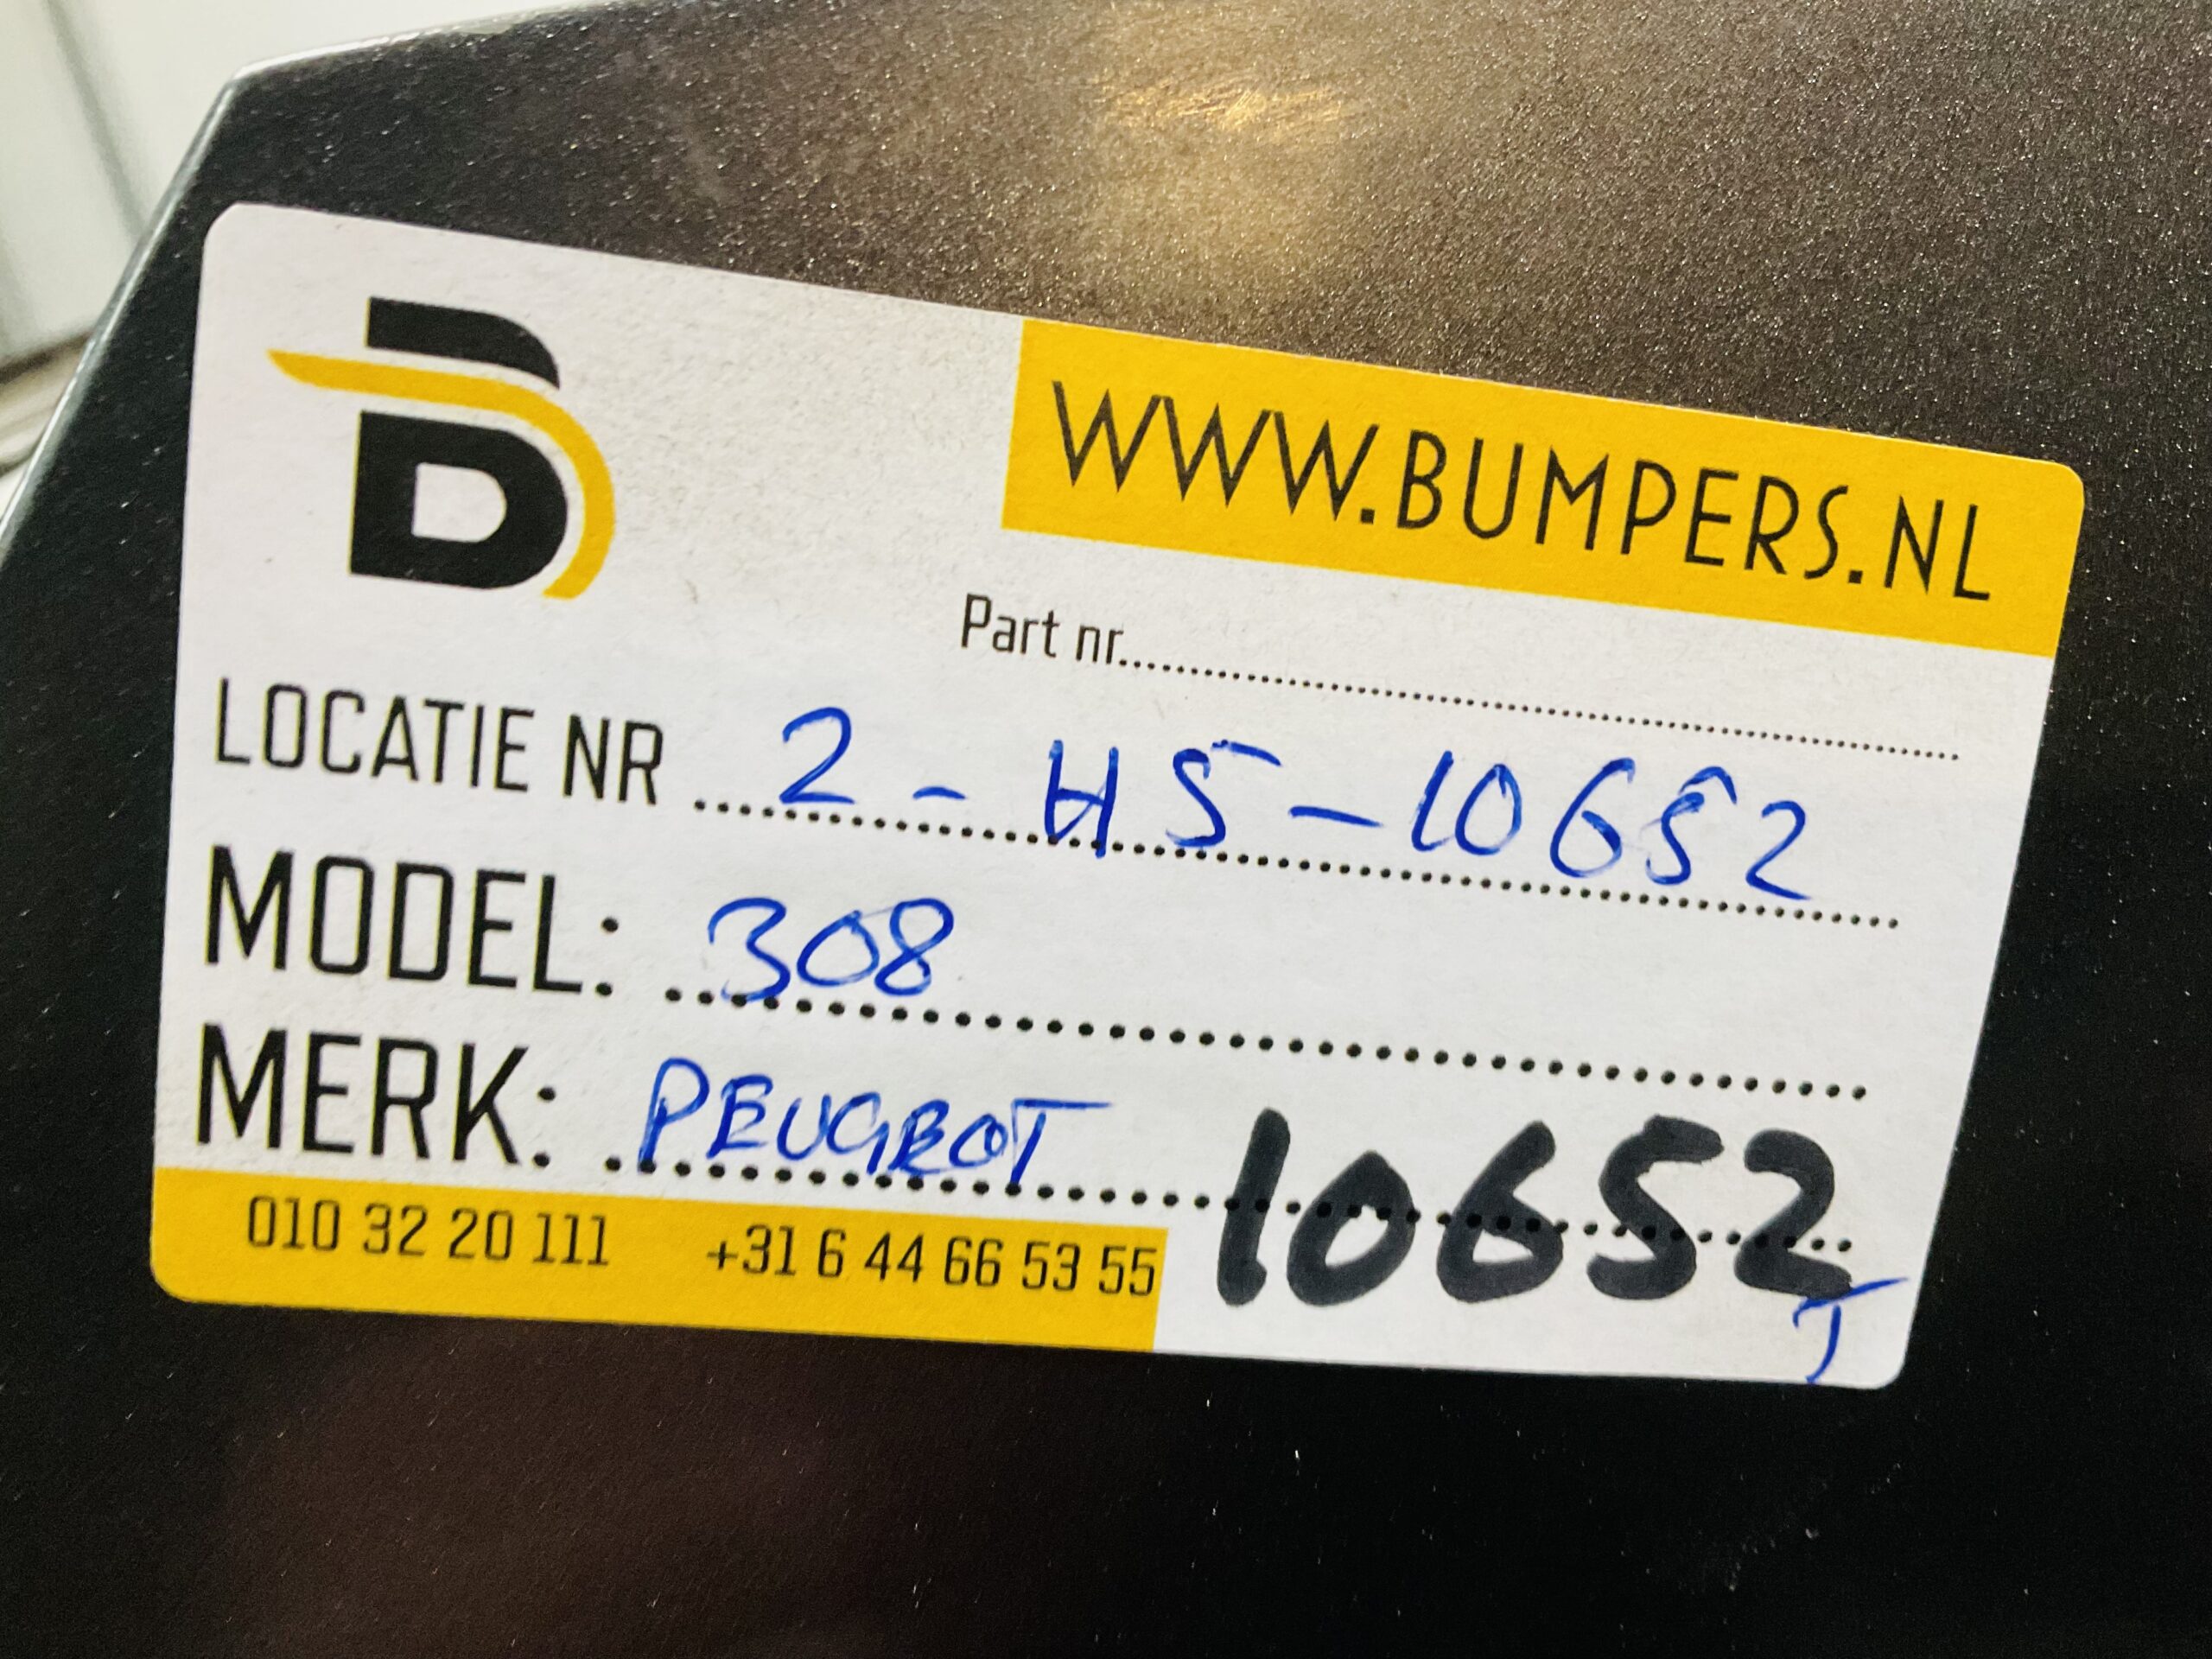 B
WWW.BUMPERS.NL
Part nr.......................................................
LOCATIE NR ....2 - H5 - 10652
MODEL: ..308
MERK: ..PEUGEOT
10652
010 32 20 111 +31 6 44 66 53 55
J